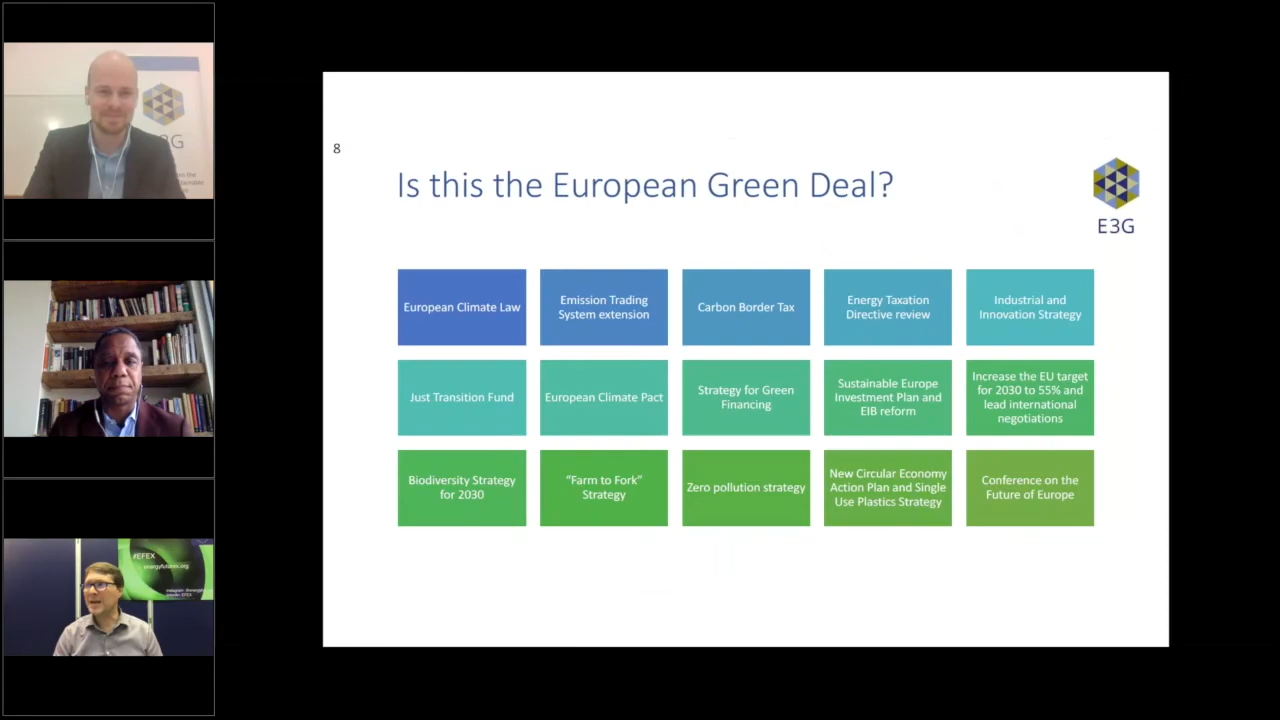 3G
#EFEX
energyfutures.org
8
Is this the European Green Deal?
E3G
European Climate Law
Emission Trading
System extension
Carbon Border Tax
Energy Taxation
Directive review
Industrial and
Innovation Strategy
Just Transition Fund
European Climate Pact
Strategy for Green
Financing
Sustainable Europe
Investment Plan and
EIB reform
Increase the EU target
for 2030 to 55% and
lead international
negotiations
Biodiversity Strategy
for 2030
“Farm to Fork”
Strategy
Zero pollution strategy
New Circular Economy
Action Plan and Single
Use Plastics Strategy
Conference on the
Future of Europe